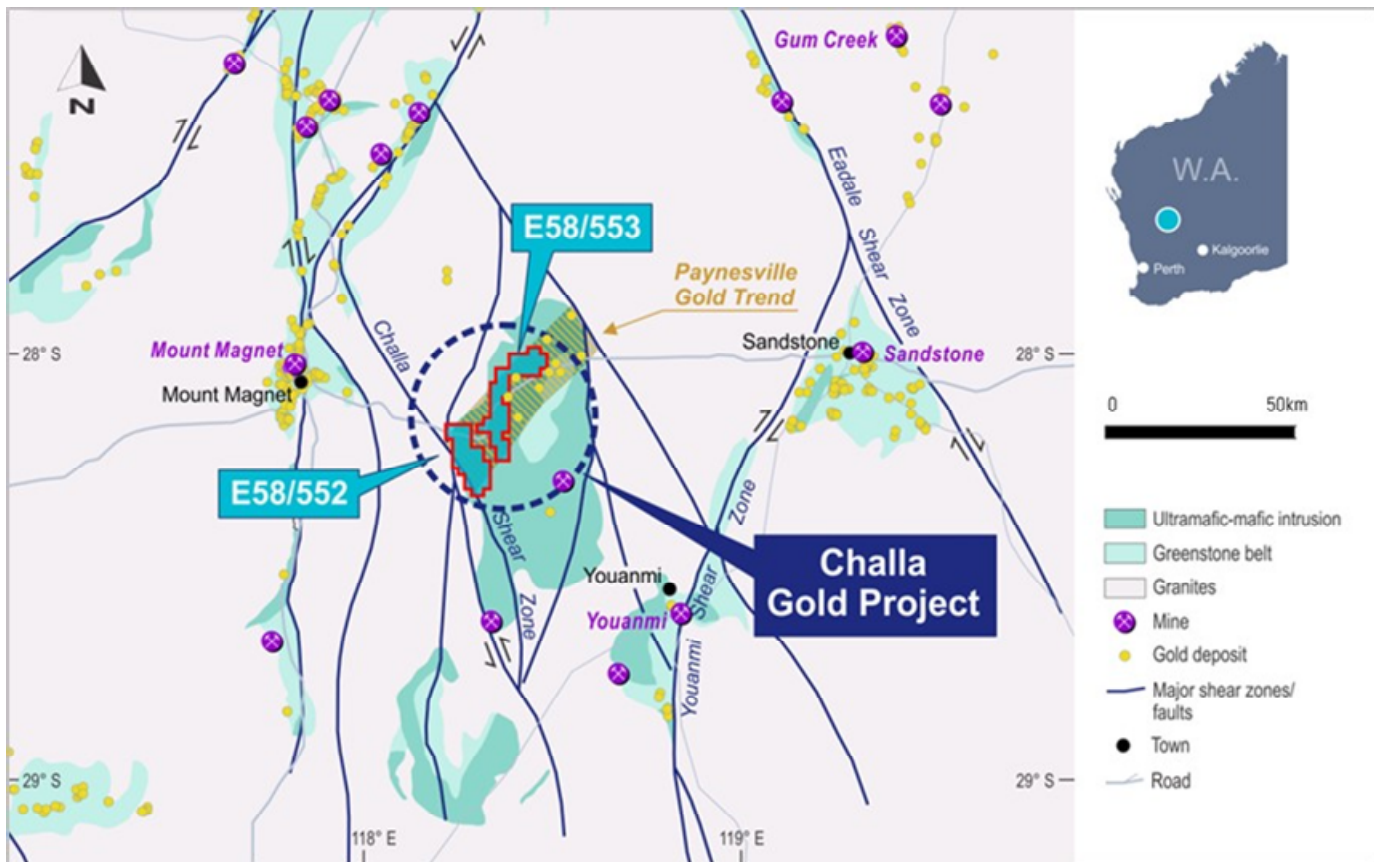 N
Gum Creek
W.A.
Kalgoorlie
Perth
Eadale
Shear
Zone
E58/553
Paynesville
Gold Trend
Challa
28° S
Mount Magnet
Mount Magnet
Sandstone
Sandstone
28° S
0 50km
E58/552
Shear
Zone
Zone
Shear
Youanmi
Challa
Gold Project
Youanmi
Youanmi
Ultramafic-mafic intrusion
Greenstone belt
Granites
Mine
Gold deposit
Major shear zones/
faults
Town
Road
29° S
29° S
118° E
119° E